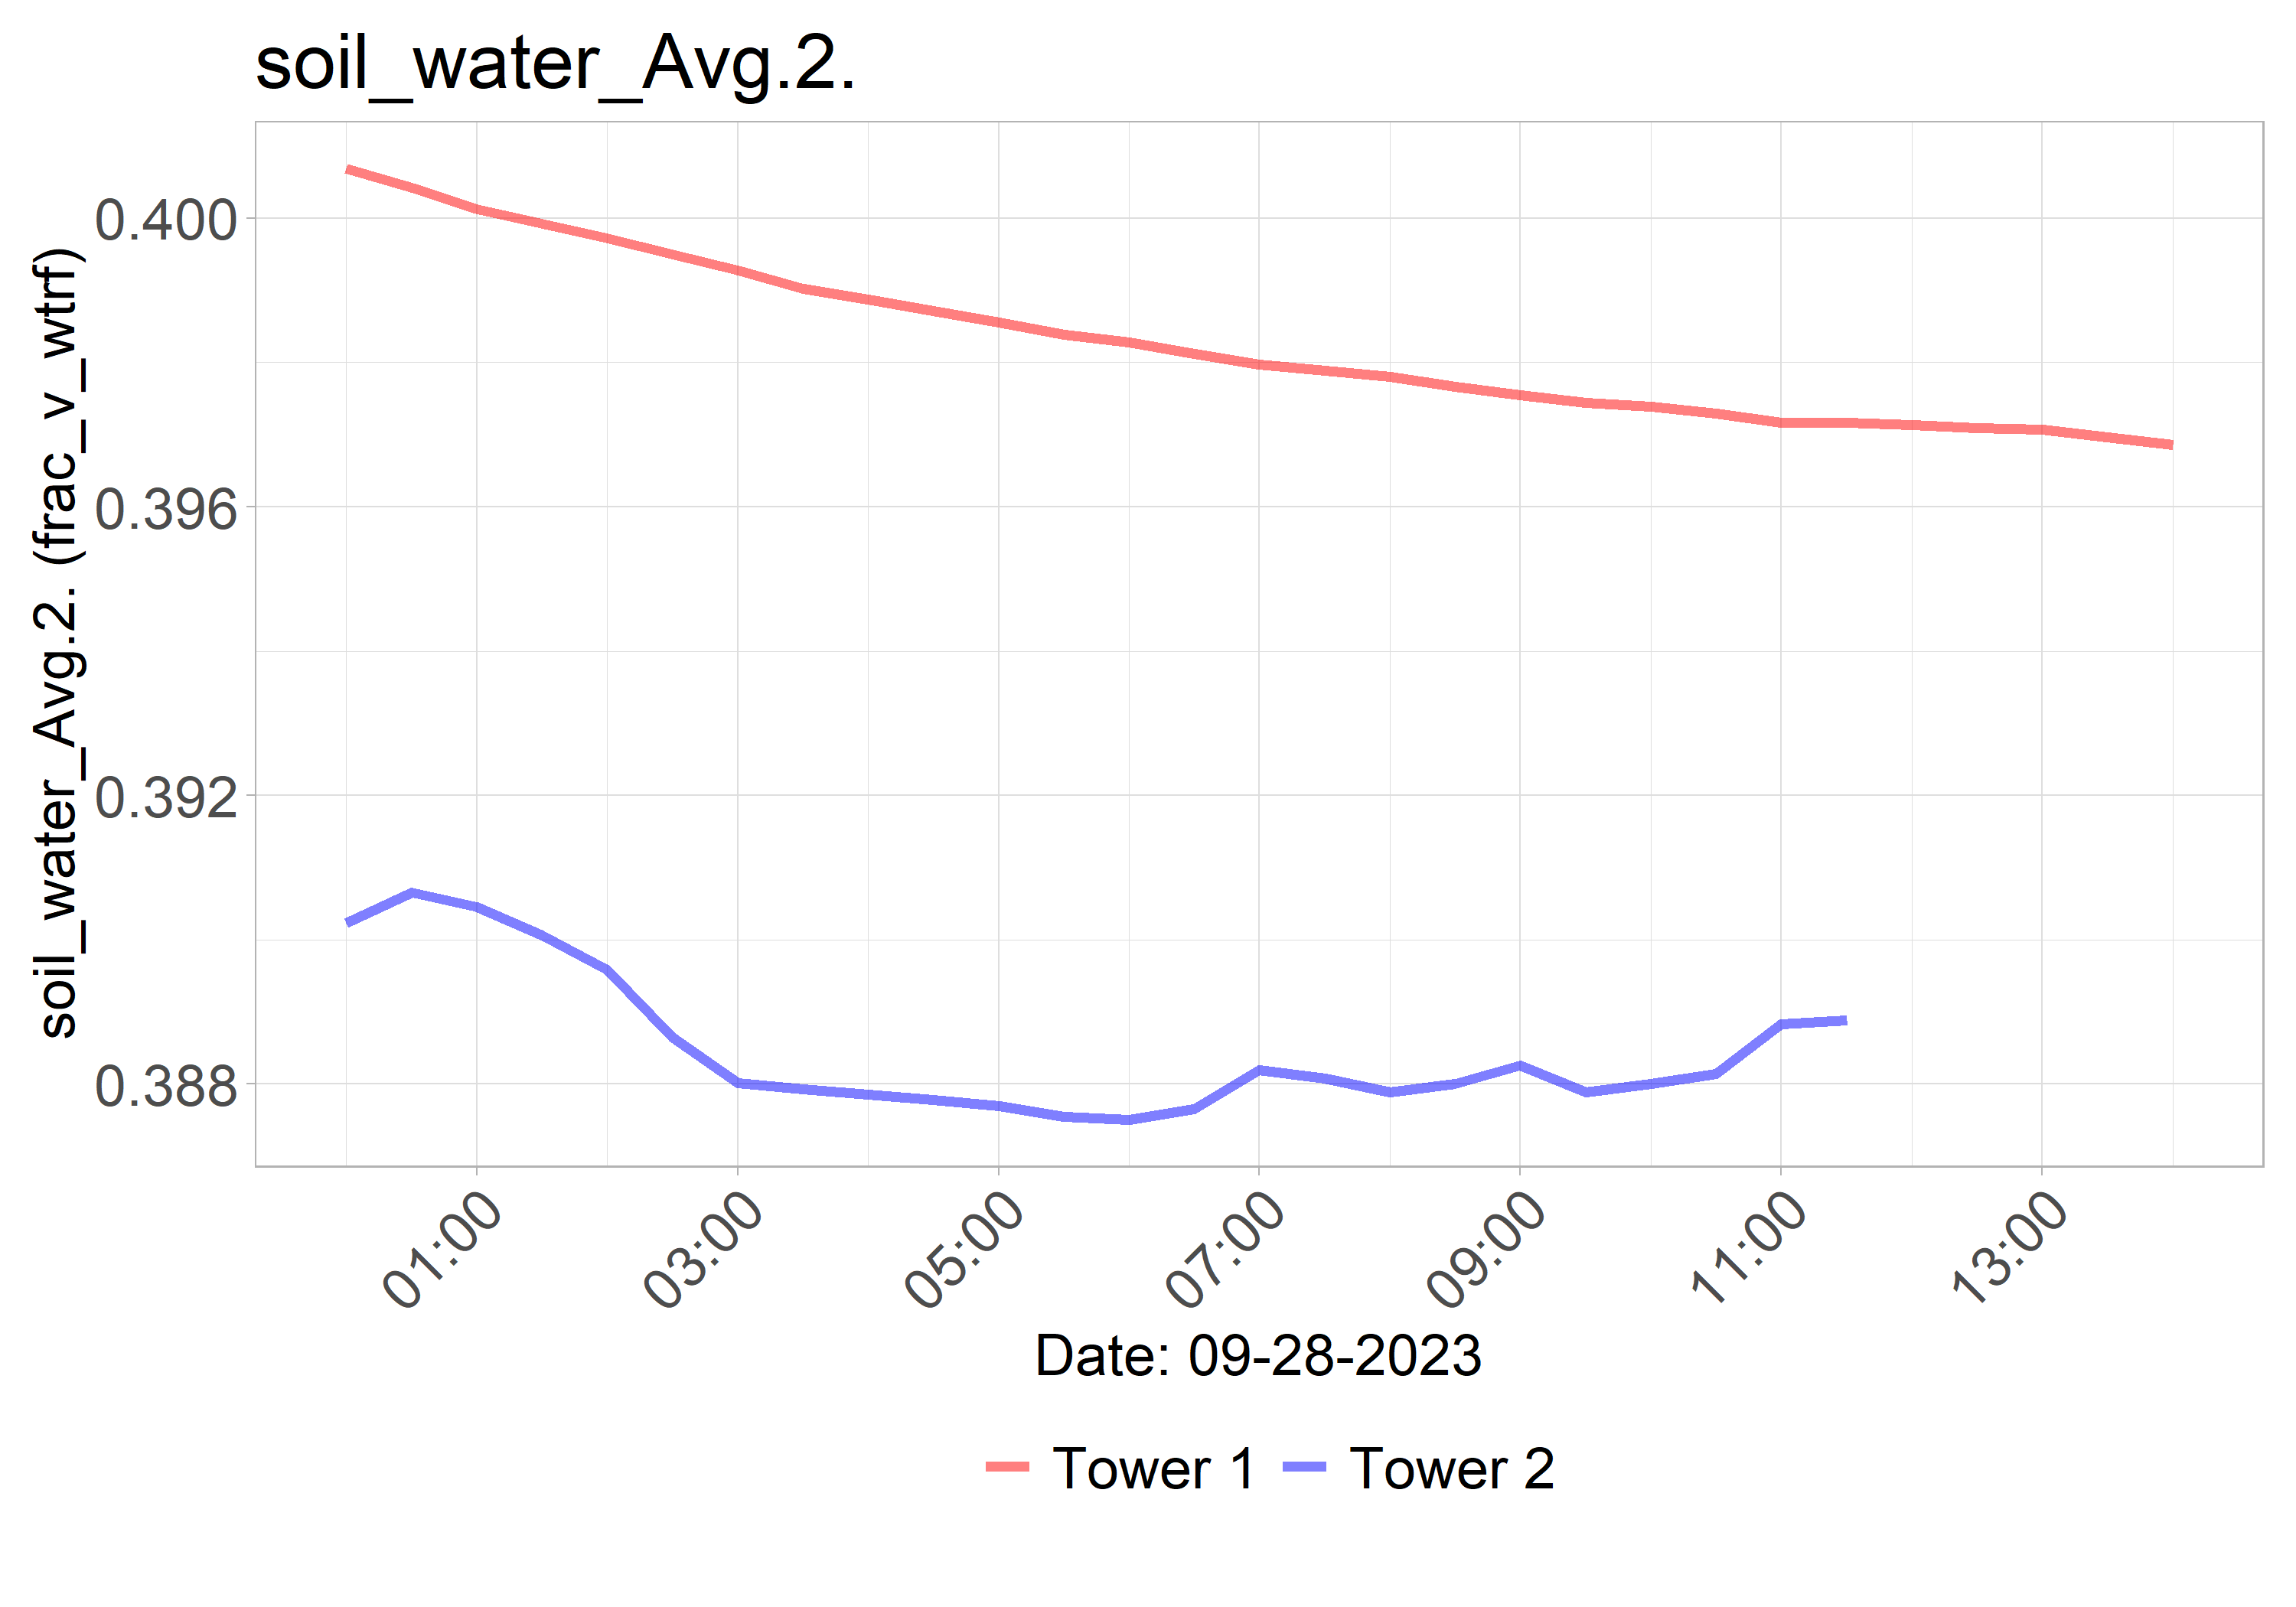 soil_water_Avg.2.
soil_water_Avg.2. (frac_v_wtrf)
0.400
0.396
0.392
0.388
01:00
03:00
05:00
07:00
09:00
11:00
13:00
Date: 09-28-2023
Tower 1
Tower 2